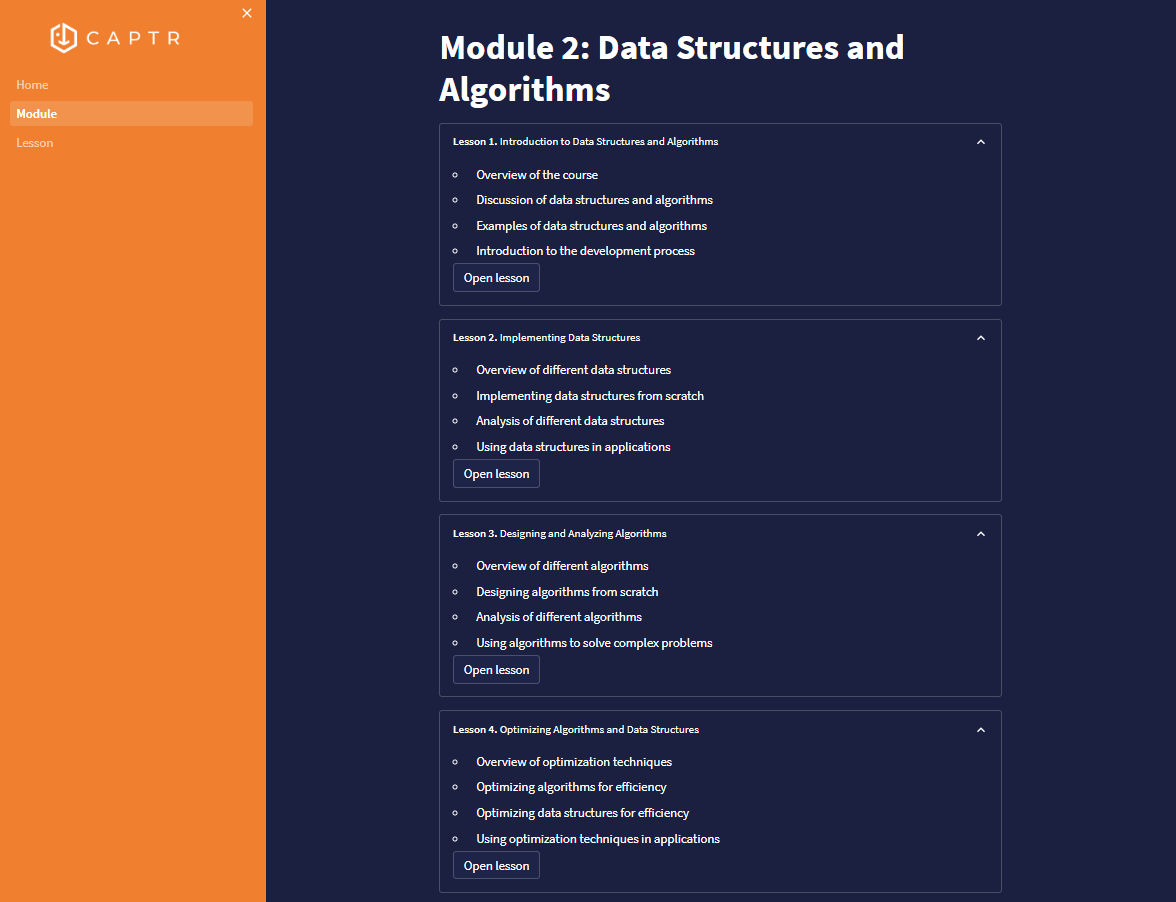 CAPTR
Home
Module
Lesson
Module 2: Data Structures and
Algorithms
Lesson 1. Introduction to Data Structures and Algorithms
Overview of the course
Discussion of data structures and algorithms
Examples of data structures and algorithms
Introduction to the development process
Open lesson
Lesson 2. Implementing Data Structures
Overview of different data structures
Implementing data structures from scratch
Analysis of different data structures
Using data structures in applications
Open lesson
Lesson 3. Designing and Analyzing Algorithms
Overview of different algorithms
Designing algorithms from scratch
Analysis of different algorithms
Using algorithms to solve complex problems
Open lesson
Lesson 4. Optimizing Algorithms and Data Structures
Overview of optimization techniques
Optimizing algorithms for efficiency
Optimizing data structures for efficiency
Using optimization techniques in applications
Open lesson